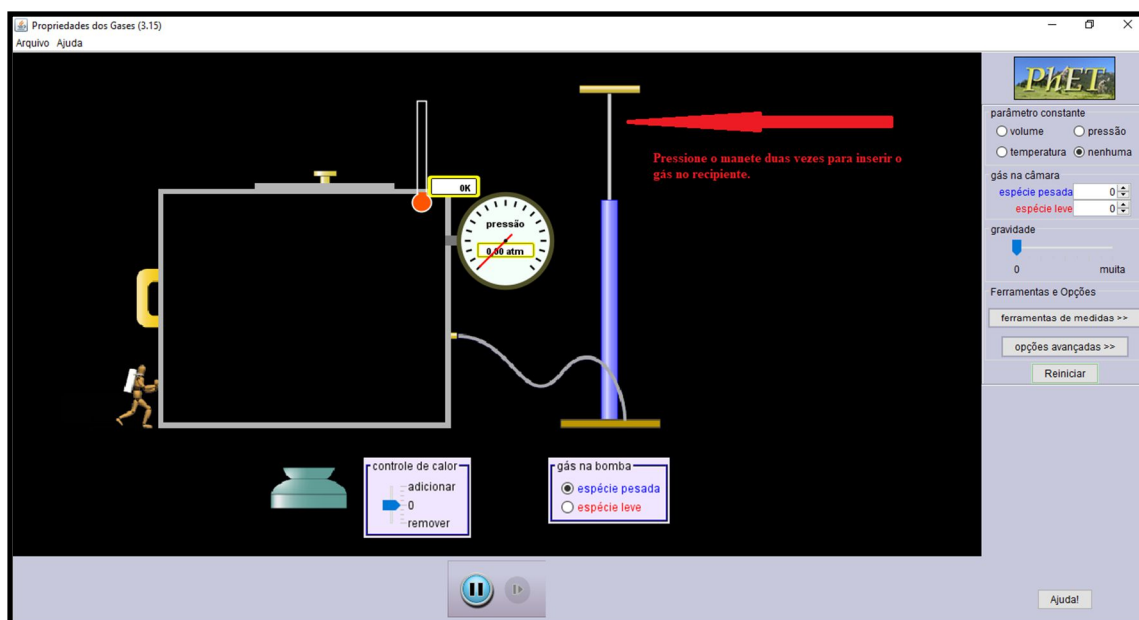 Propriedades dos Gases (3.15)
Arquivo Ajuda
PhET
parâmetro constante
volume pressão
temperatura nenhuma
gás na câmara
espécie pesada 0
espécie leve 0
gravidade
0 muita
Ferramentas e Opções
ferramentas de medidas >>
opções avançadas >>
Reiniciar
Pressione o manete duas vezes para inserir o
gás no recipiente.
0K
pressão
0,00 atm
controle de calor
adicionar
0
remover
gás na bomba
espécie pesada
espécie leve
Ajuda!